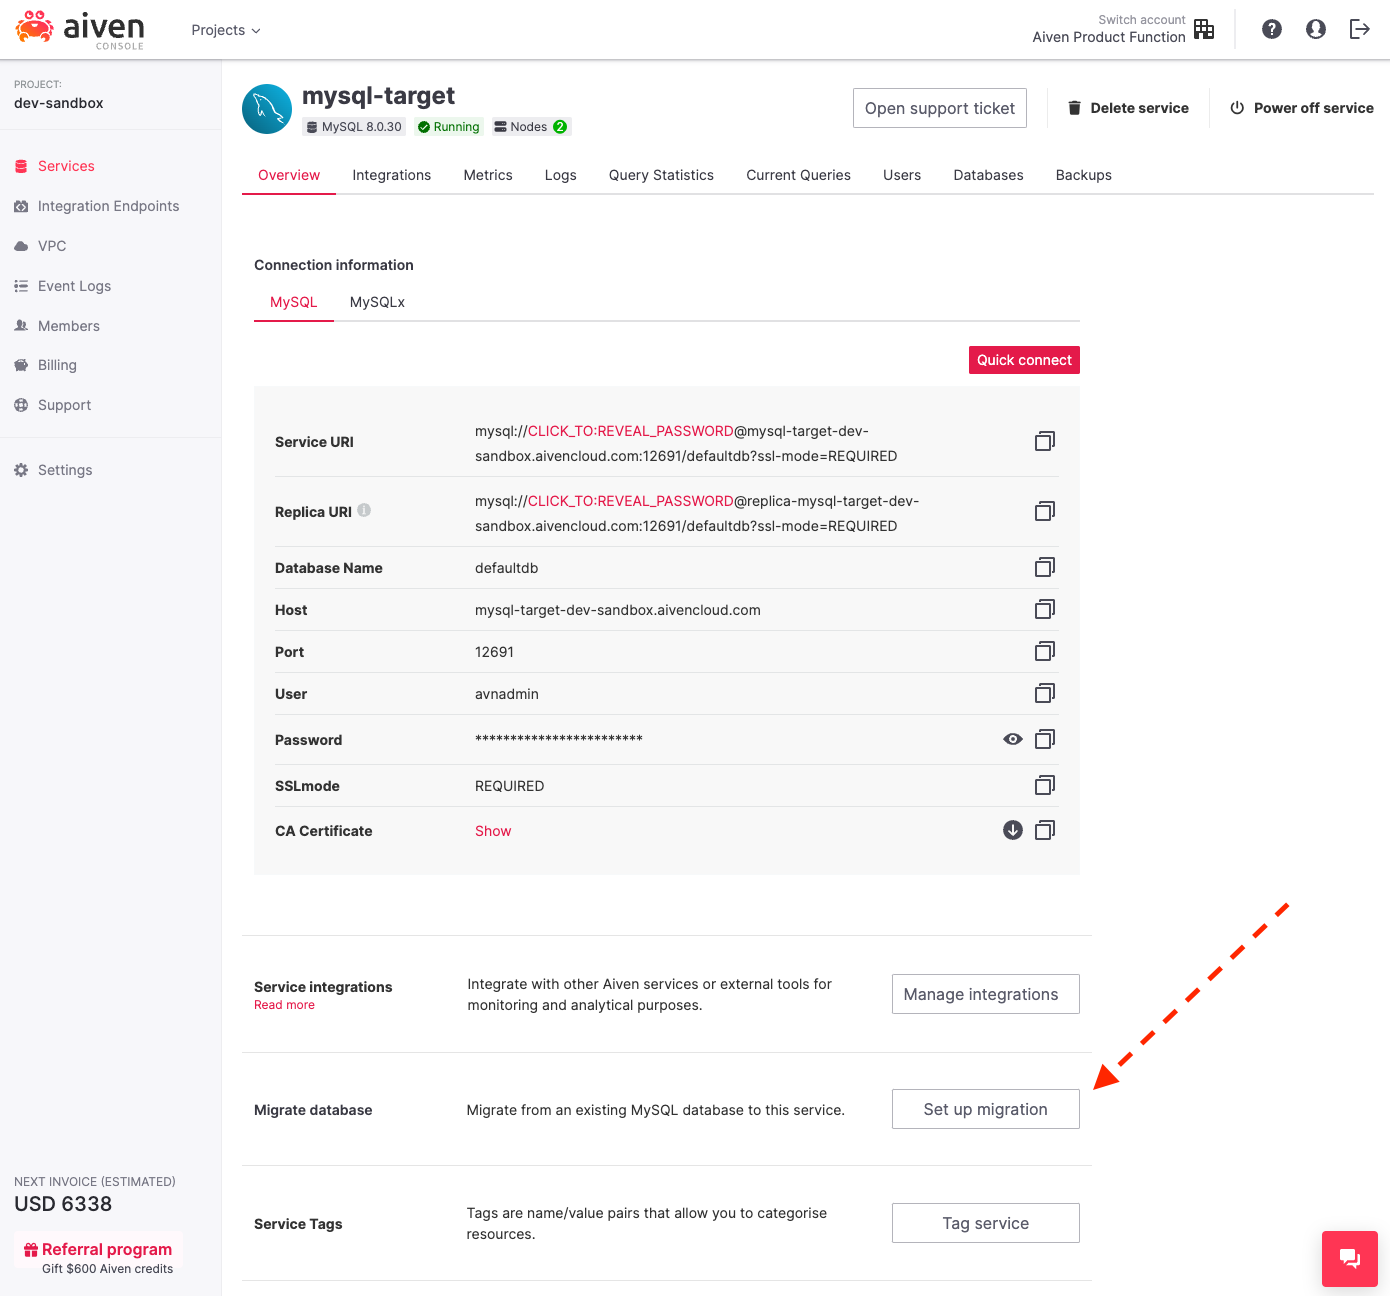 aiven
CONSOLE
Projects
Switch account
Aiven Product Function
PROJECT:
dev-sandbox
Services
Integration Endpoints
VPC
Event Logs
Members
Billing
Support
Settings
NEXT INVOICE (ESTIMATED)
USD 6338
Referral program
Gift $600 Aiven credits
mysql-target
MySQL 8.0.30 Running Nodes 2
Open support ticket
Delete service
Power off service
Overview Integrations Metrics Logs Query Statistics Current Queries Users Databases Backups
Connection information
MySQL MySQLx
Quick connect
Service URI
mysql://CLICK_TO:REVEAL_PASSWORD@mysql-target-dev-
sandbox.aivencloud.com:12691/defaultdb?ssl-mode=REQUIRED
Replica URI
mysql://CLICK_TO:REVEAL_PASSWORD@replica-mysql-target-dev-
sandbox.aivencloud.com:12691/defaultdb?ssl-mode=REQUIRED
Database Name defaultdb
Host mysql-target-dev-sandbox.aivencloud.com
Port 12691
User avnadmin
Password ************************
SSLmode REQUIRED
CA Certificate Show
Service integrations
Read more
Integrate with other Aiven services or external tools for
monitoring and analytical purposes.
Manage integrations
Migrate database
Migrate from an existing MySQL database to this service.
Set up migration
Service Tags
Tags are name/value pairs that allow you to categorise
resources.
Tag service